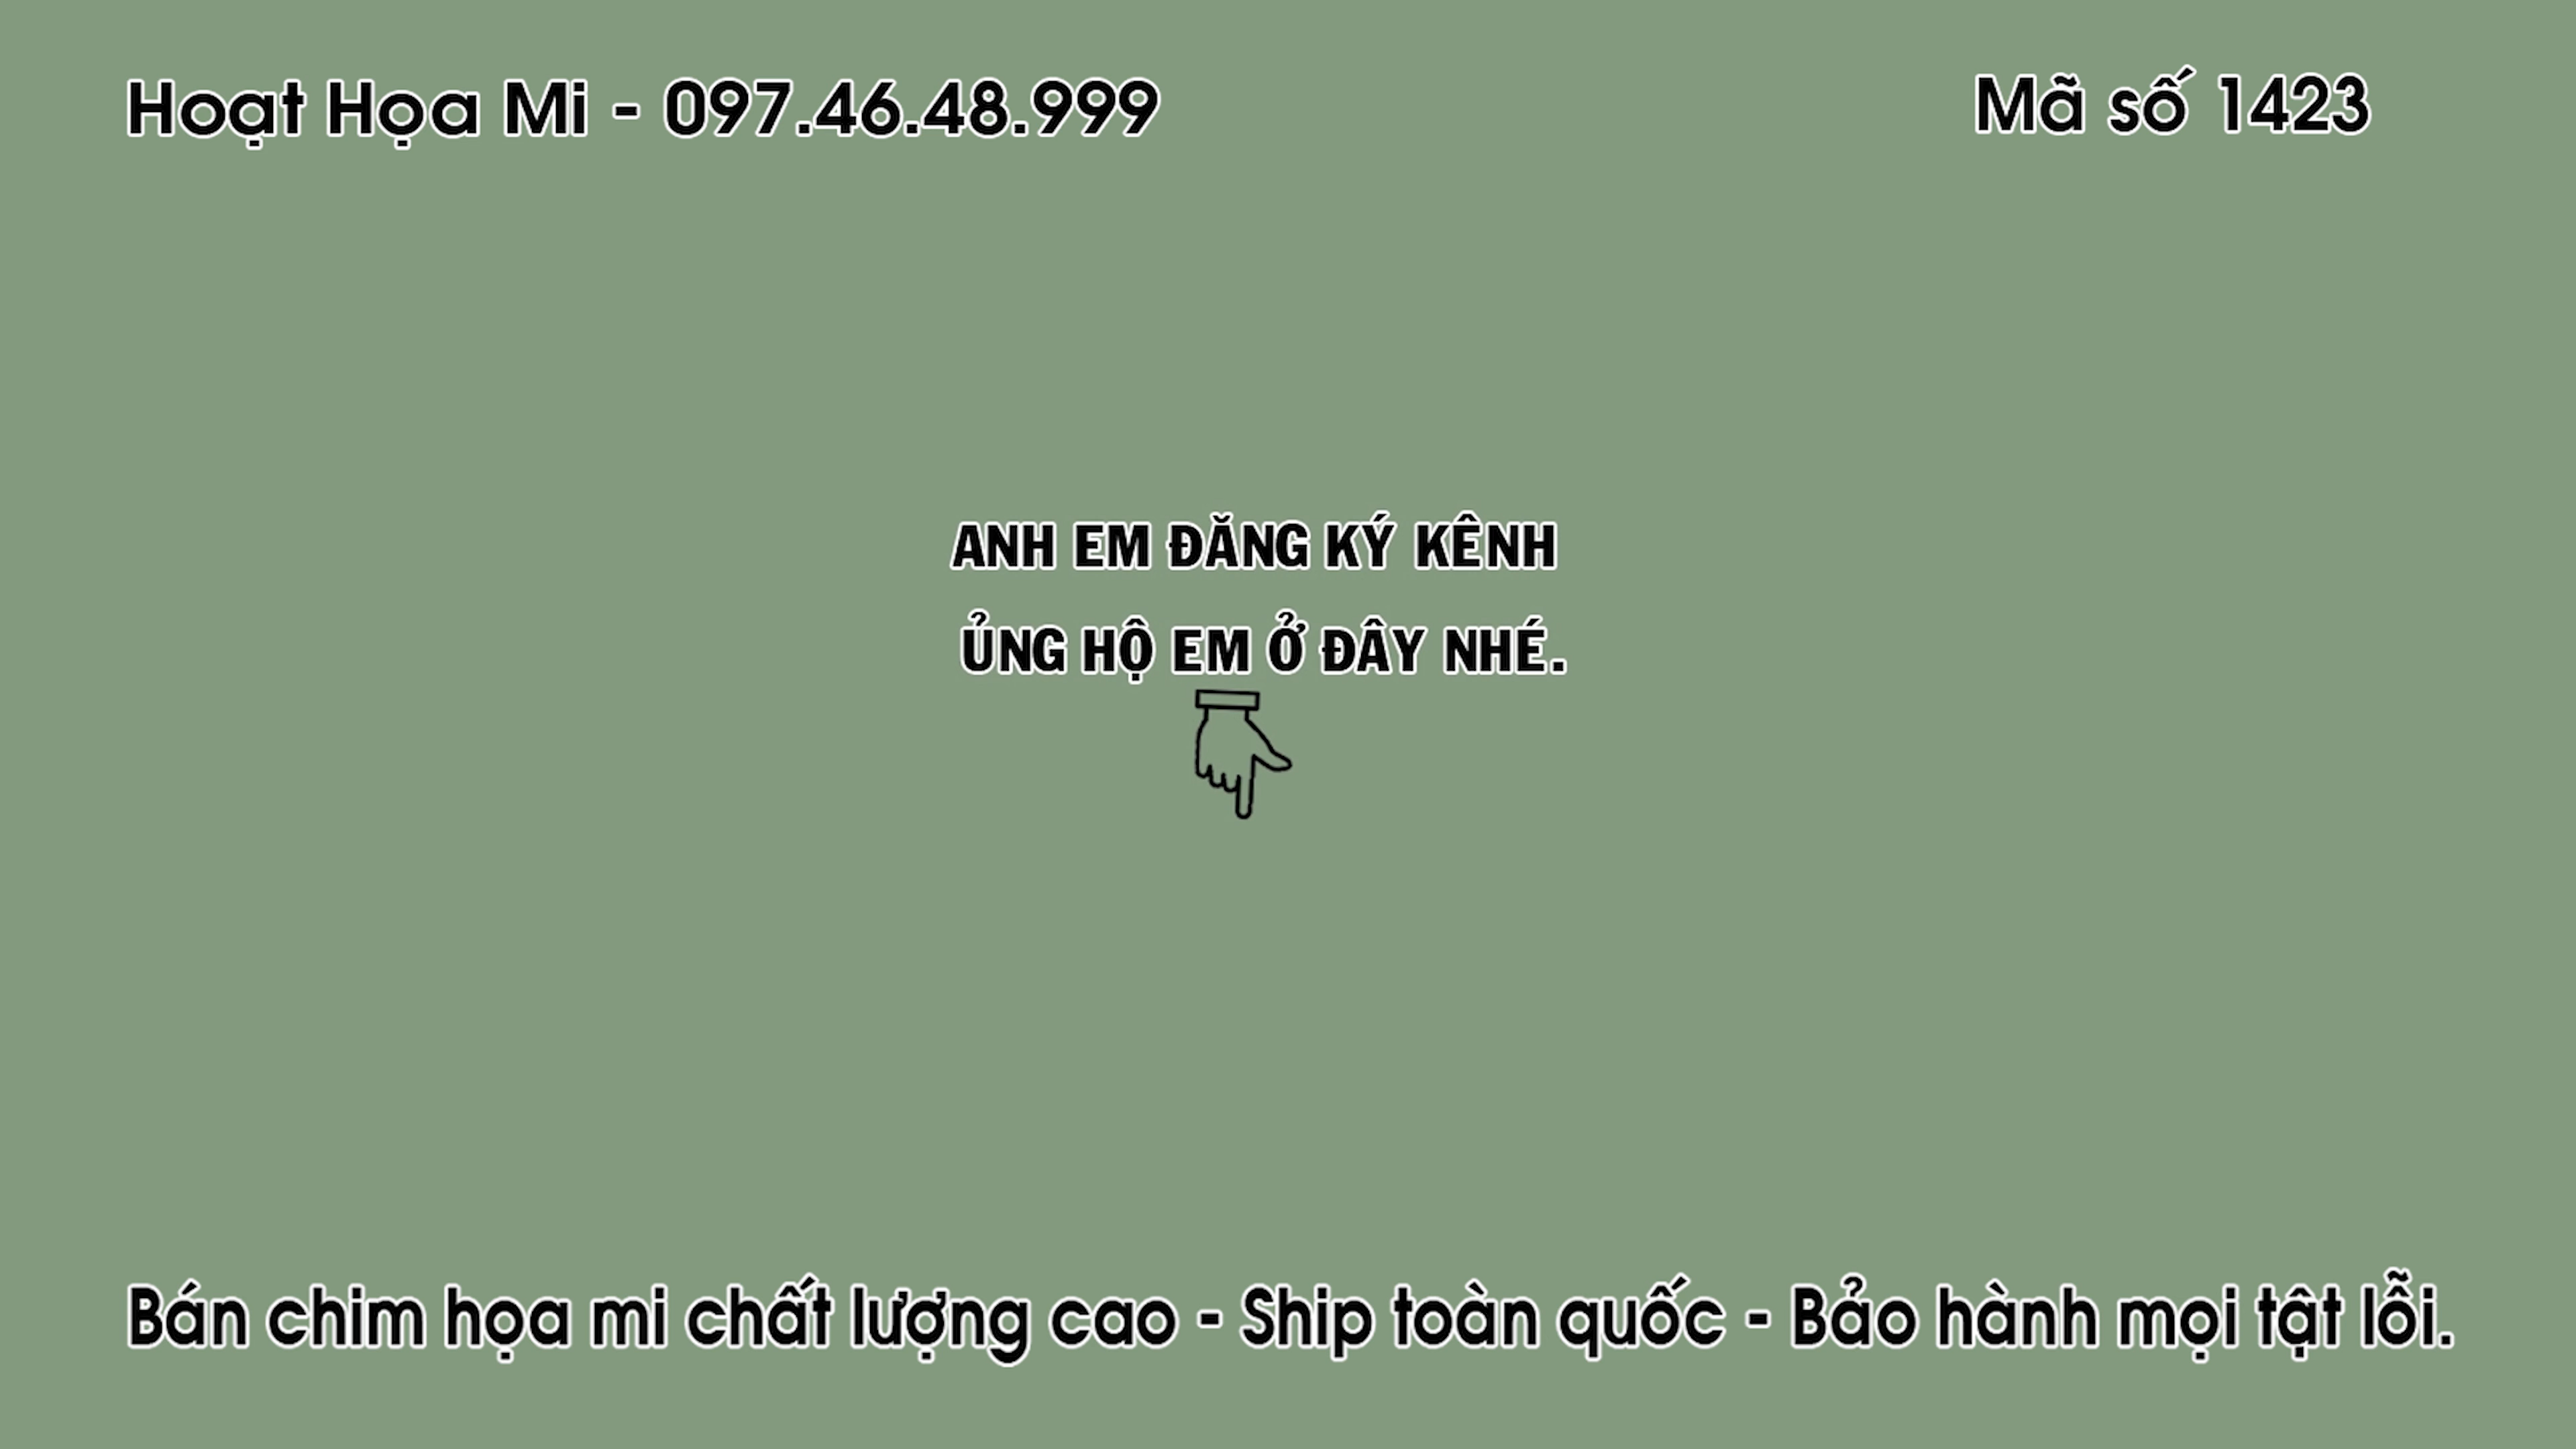 Hoạt Họa Mi - 097.46.48.999
Mã số 1423
ANH EM ĐĂNG KÝ KÊNH
ỦNG HỘ EM Ở ĐÂY NHÉ.
Bán chim họa mi chất lượng cao - Ship toàn quốc - Bảo hành mọi tật lỗi.